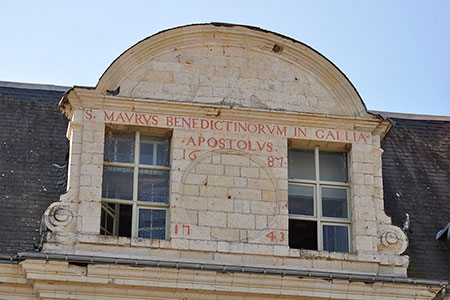 S. MAVRVS BENEDICTINORVM IN GALLIA
·APOSTOLVS·
16 87.
17 43